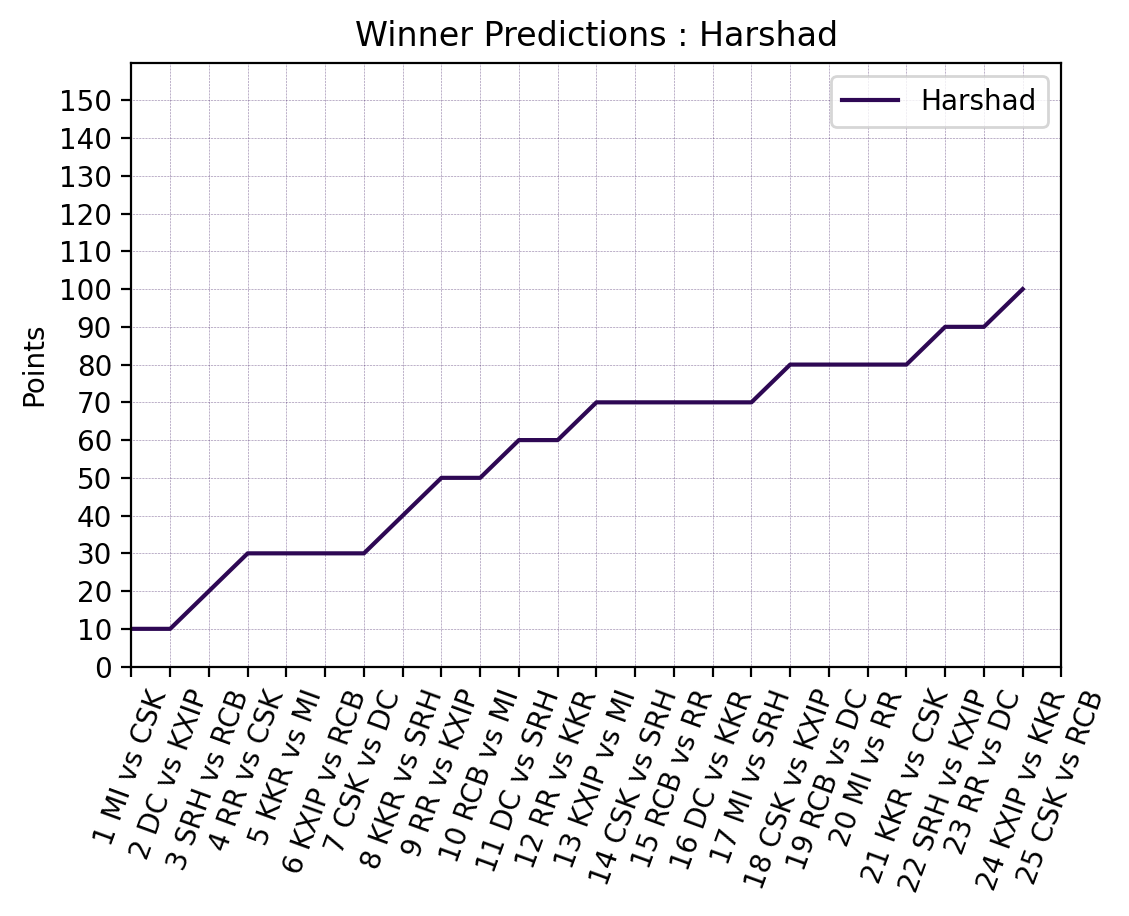 Winner Predictions : Harshad
Harshad
Points
150
140
130
120
110
100
90
80
70
60
50
40
30
20
10
0
1 MI vs CSK
2 DC vs KXIP
3 SRH vs RCB
4 RR vs CSK
5 KKR vs MI
6 KXIP vs RCB
7 CSK vs DC
8 KKR vs SRH
9 RR vs KXIP
10 RCB vs MI
11 DC vs SRH
12 RR vs KKR
13 KXIP vs MI
14 CSK vs SRH
15 RCB vs RR
16 DC vs KKR
17 MI vs SRH
18 CSK vs KXIP
19 RCB vs DC
20 MI vs RR
21 KKR vs CSK
22 SRH vs KXIP
23 RR vs DC
24 KXIP vs KKR
25 CSK vs RCB